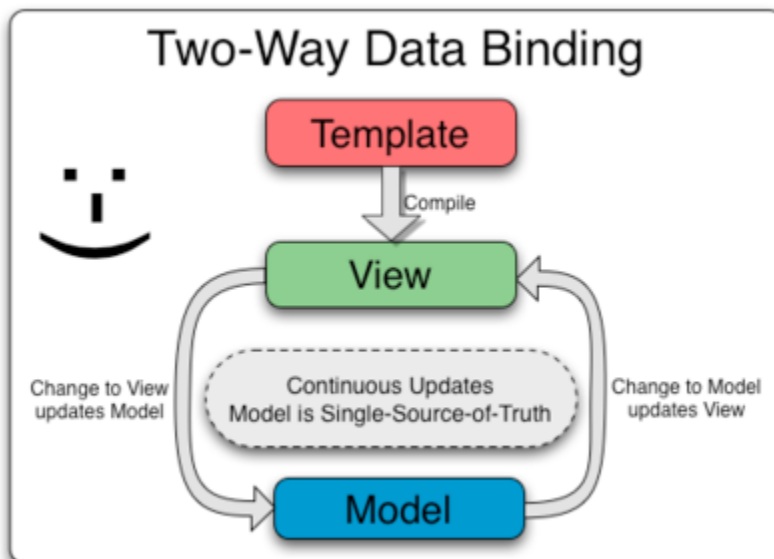 Two-Way Data Binding
Template
Compile
View
Change to View
updates Model
Continuous Updates
Model is Single-Source-of-Truth
Change to Model
updates View
Model